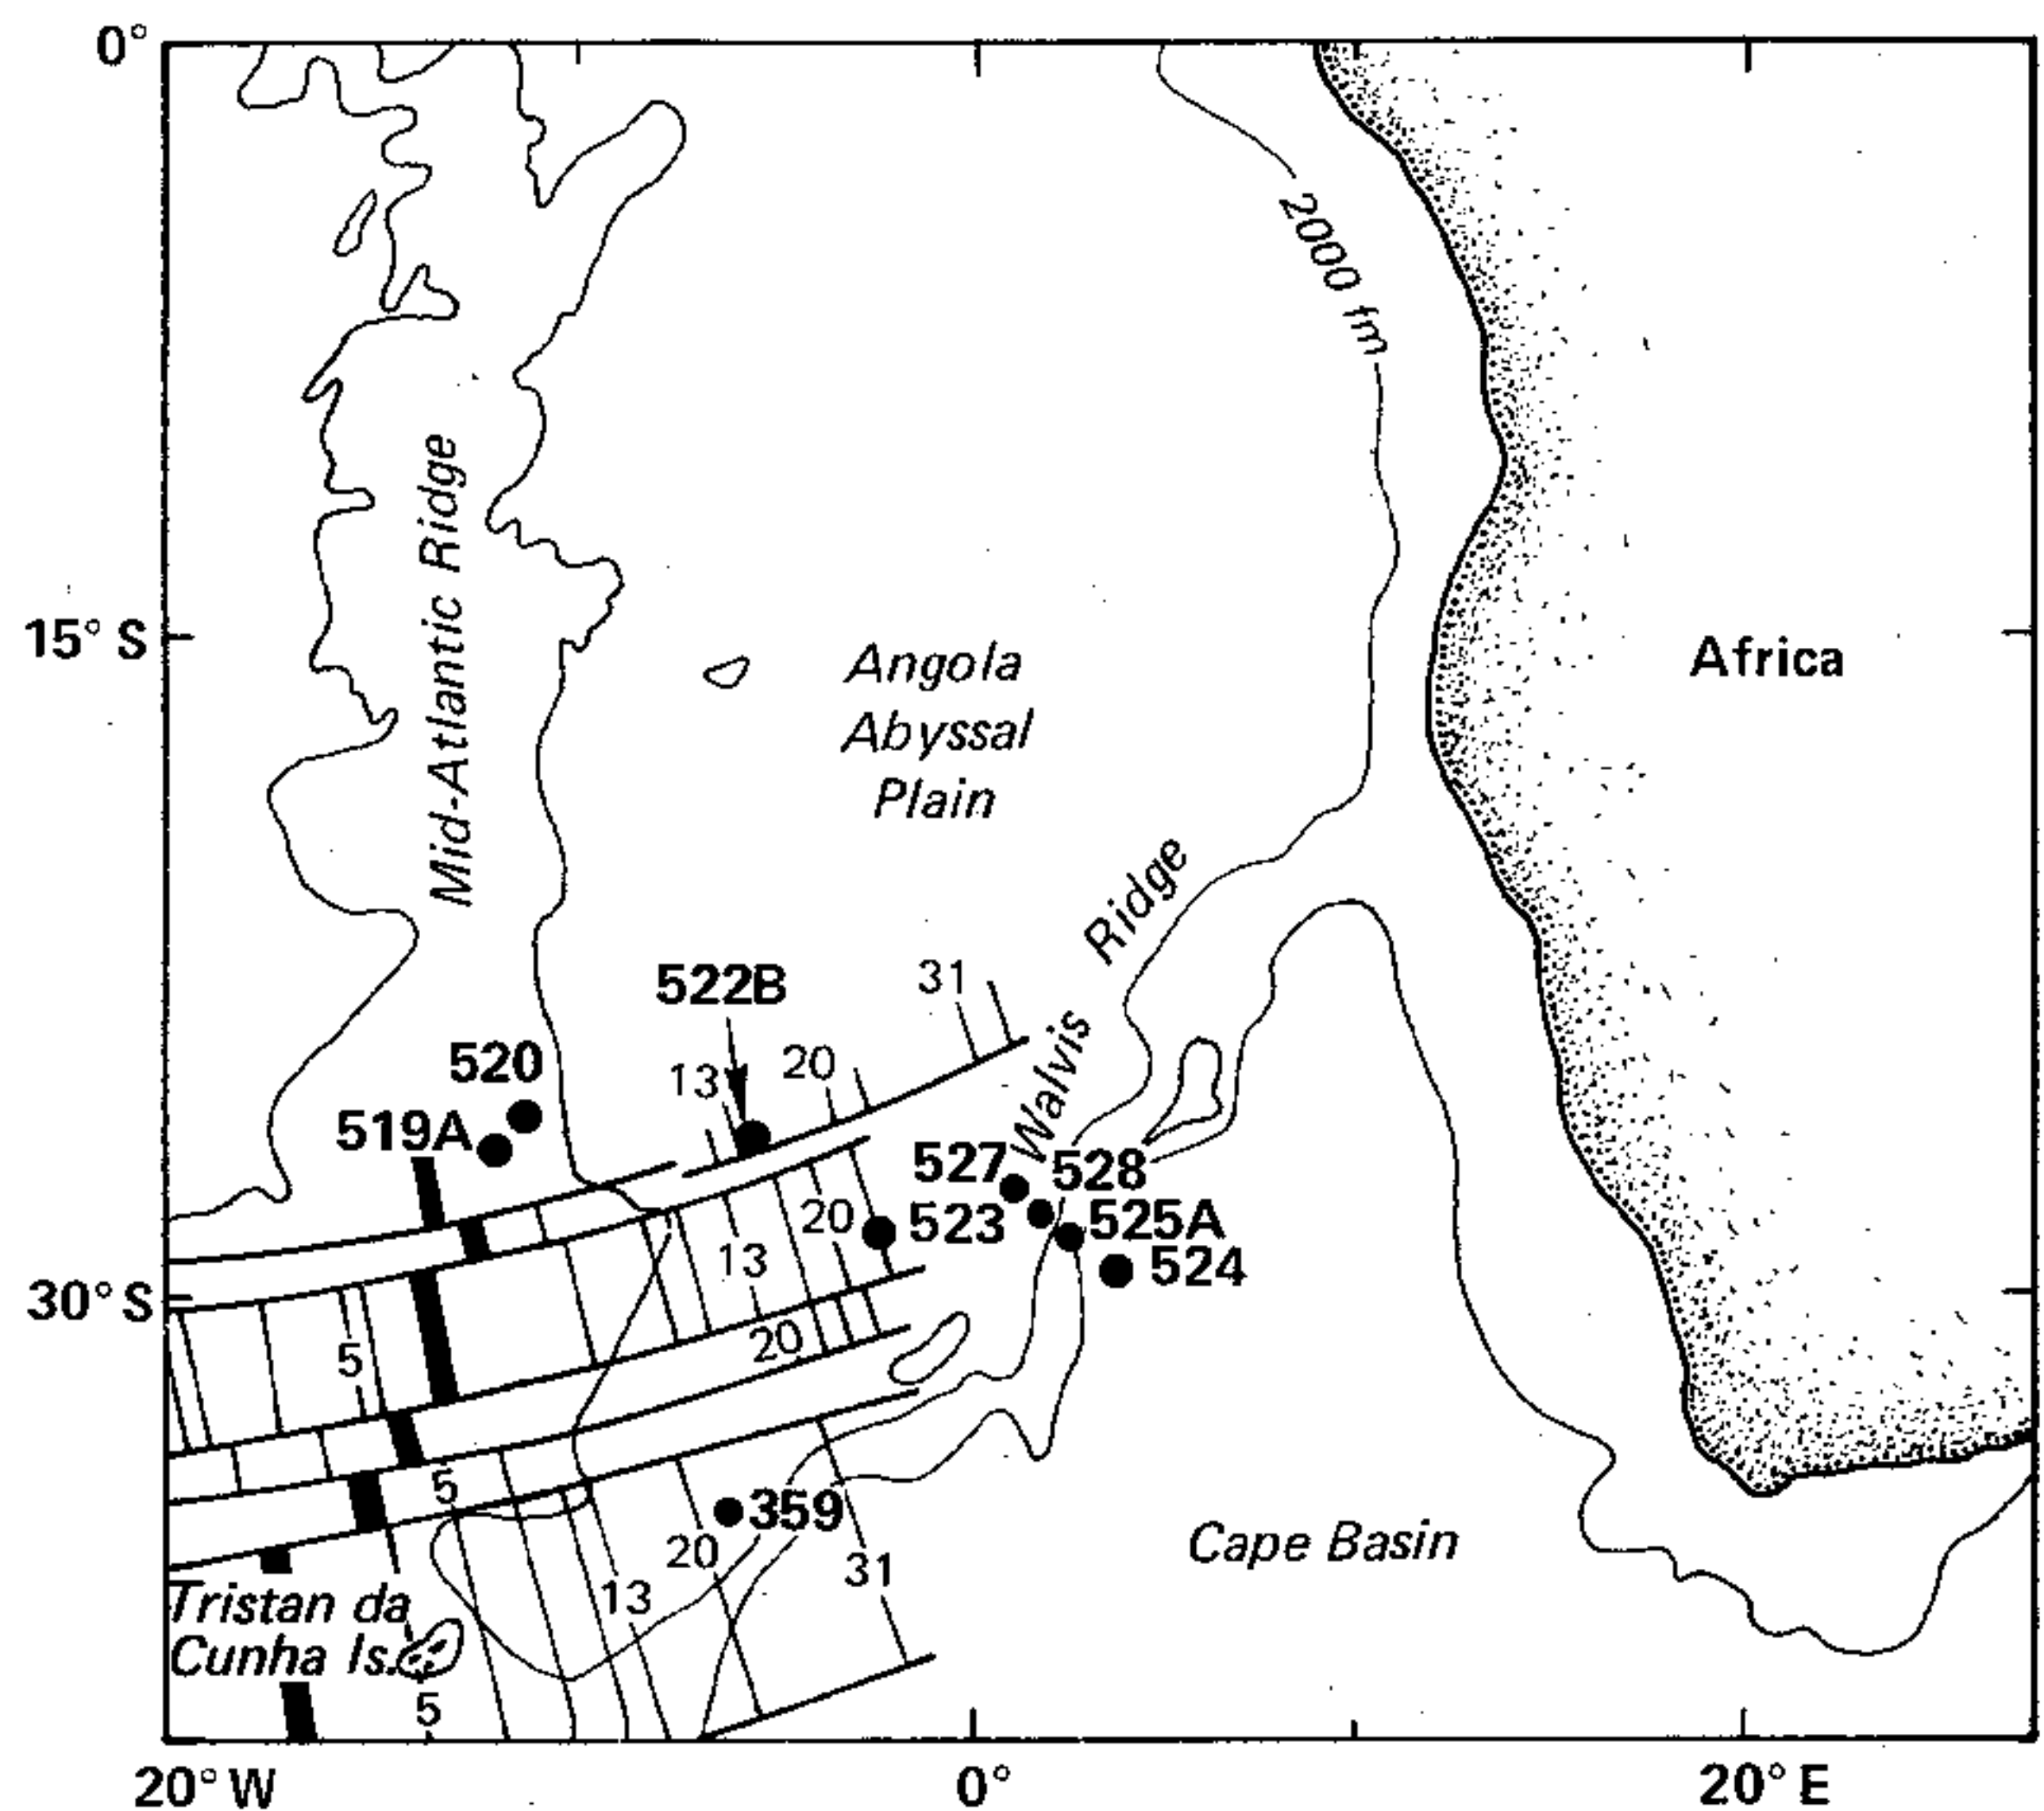 0°
2000 fm
Mid-Atlantic Ridge
15° S
Angola
Abyssal
Plain
Africa
Walvis Ridge
522B
31
520
13
20
519A
527
528
20
523
525A
13
524
30° S
20
5
5
359
20
Cape Basin
31
13
Tristan da
Cunha Is.
5
20° W
0°
20° E